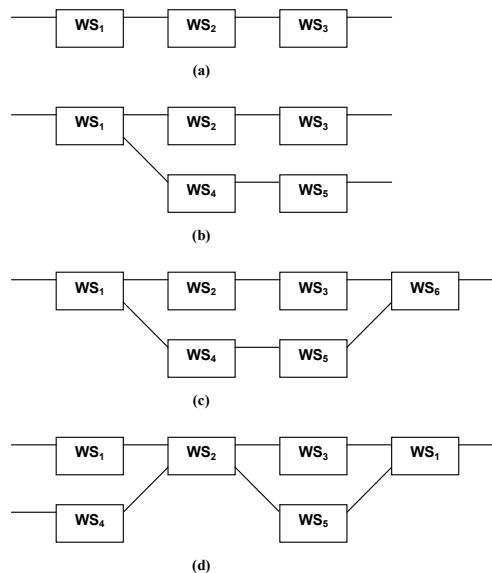 WS₁ WS₂ WS₃
(a)
WS₁ WS₂ WS₃
WS₄ WS₅
(b)
WS₁ WS₂ WS₃ WS₆
WS₄ WS₅
(c)
WS₁ WS₂ WS₃ WS₁
WS₄ WS₅
(d)